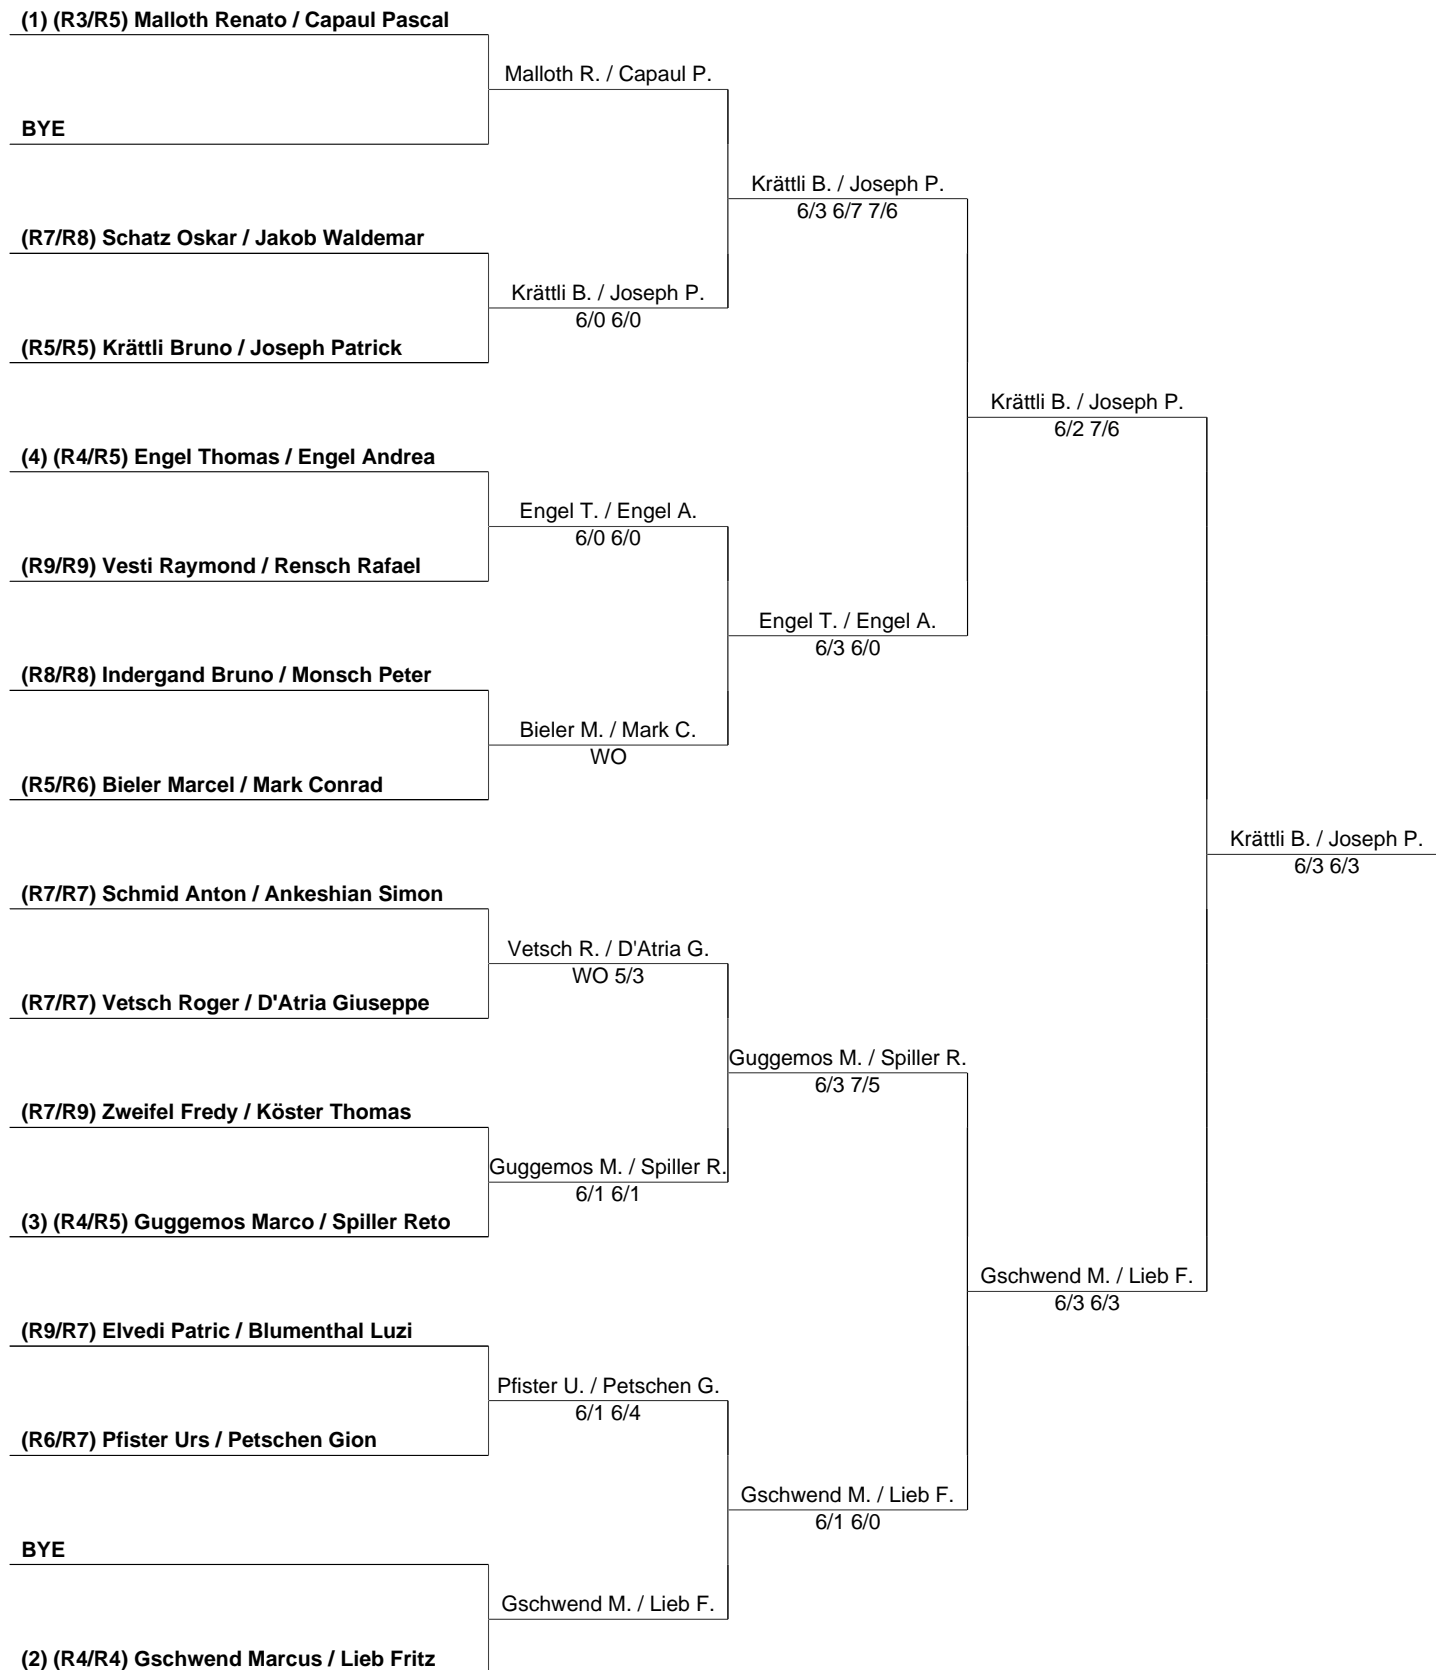 (1) (R3/R5) Malloth Renato / Capaul Pascal
Malloth R. / Capaul P.
BYE
Krättli B. / Joseph P.
6/3 6/7 7/6
(R7/R8) Schatz Oskar / Jakob Waldemar
Krättli B. / Joseph P.
6/0 6/0
(R5/R5) Krättli Bruno / Joseph Patrick
Krättli B. / Joseph P.
6/2 7/6
(4) (R4/R5) Engel Thomas / Engel Andrea
Engel T. / Engel A.
6/0 6/0
(R9/R9) Vesti Raymond / Rensch Rafael
Engel T. / Engel A.
6/3 6/0
(R8/R8) Indergand Bruno / Monsch Peter
Bieler M. / Mark C.
WO
(R5/R6) Bieler Marcel / Mark Conrad
Krättli B. / Joseph P.
6/3 6/3
(R7/R7) Schmid Anton / Ankeshian Simon
Vetsch R. / D'Atria G.
WO 5/3
(R7/R7) Vetsch Roger / D'Atria Giuseppe
Guggemos M. / Spiller R.
6/3 7/5
(R7/R9) Zweifel Fredy / Köster Thomas
Guggemos M. / Spiller R.
6/1 6/1
(3) (R4/R5) Guggemos Marco / Spiller Reto
Gschwend M. / Lieb F.
6/3 6/3
(R9/R7) Elvedi Patric / Blumenthal Luzi
Pfister U. / Petschen G.
6/1 6/4
(R6/R7) Pfister Urs / Petschen Gion
Gschwend M. / Lieb F.
6/1 6/0
BYE
Gschwend M. / Lieb F.
(2) (R4/R4) Gschwend Marcus / Lieb Fritz